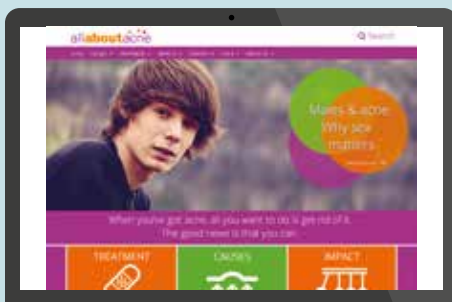 allaboutacne
Search
Males & acne
Why sex
matters
When you've got acne, all you want to do is get rid of it.
The good news is that you can.
TREATMENT
CAUSES
IMPACT